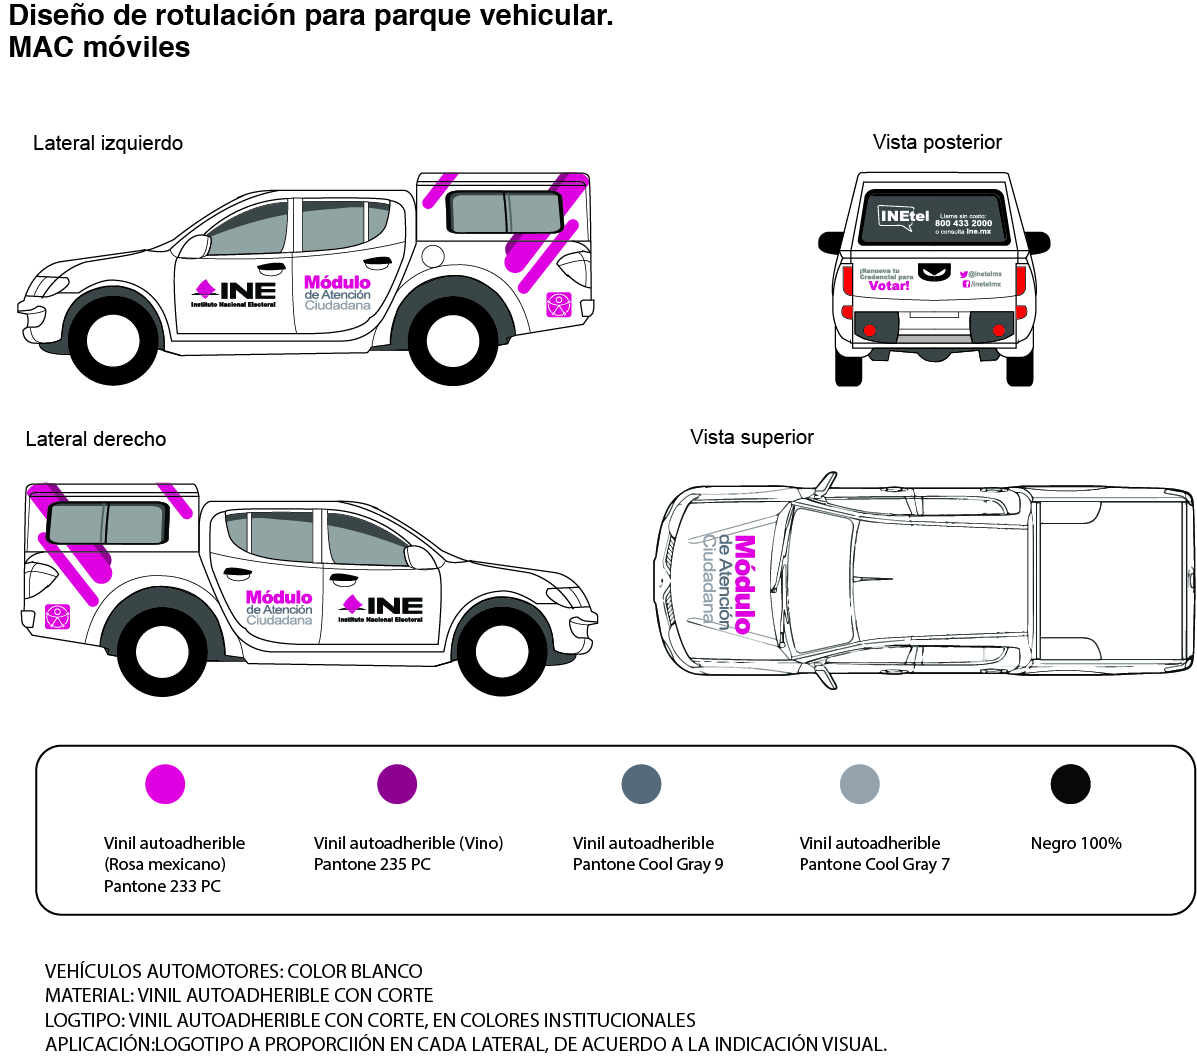 Diseño de rotulación para parque vehicular.
MAC móviles
Lateral izquierdo
INE
Instituto Nacional Electoral
Módulo
de Atención
Ciudadana
Vista posterior
INEtel
Llama sin costo:
800 433 2000
o consulta ine.mx
¡Renueva tu
Credencial para
Votar!
@inetelmx
/inetelmx
Lateral derecho
Módulo
de Atención
Ciudadana
INE
Instituto Nacional Electoral
Vista superior
Módulo
de Atención
Ciudadana
Vinil autoadherible
(Rosa mexicano)
Pantone 233 PC
Vinil autoadherible (Vino)
Pantone 235 PC
Vinil autoadherible
Pantone Cool Gray 9
Vinil autoadherible
Pantone Cool Gray 7
Negro 100%
VEHÍCULOS AUTOMOTORES: COLOR BLANCO
MATERIAL: VINIL AUTOADHERIBLE CON CORTE
LOGTIPO: VINIL AUTOADHERIBLE CON CORTE, EN COLORES INSTITUCIONALES
APLICACIÓN:LOGOTIPO A PROPORCIIÓN EN CADA LATERAL, DE ACUERDO A LA INDICACIÓN VISUAL.